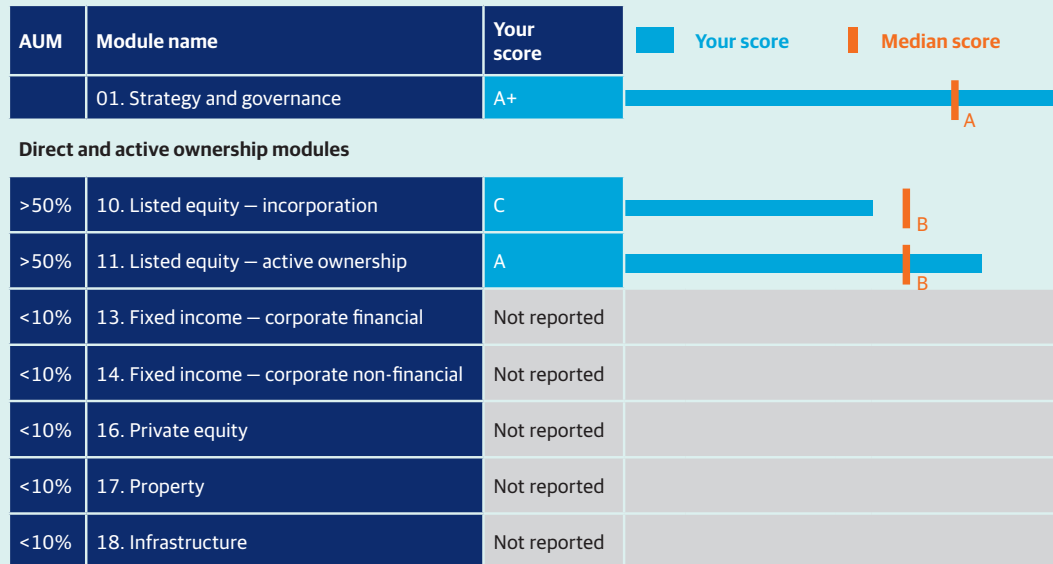 AUM Module name Your score
Your score Median score
01. Strategy and governance A+
A
Direct and active ownership modules
>50% 10. Listed equity — incorporation C
B
>50% 11. Listed equity — active ownership A
B
<10% 13. Fixed income — corporate financial Not reported
<10% 14. Fixed income — corporate non-financial Not reported
<10% 16. Private equity Not reported
<10% 17. Property Not reported
<10% 18. Infrastructure Not reported